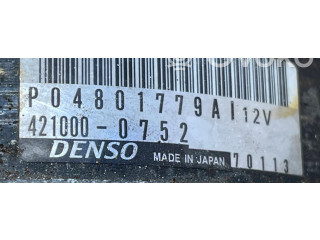 P04801779AI 12V
421000-0752
DENSO MADE IN JAPAN 70113